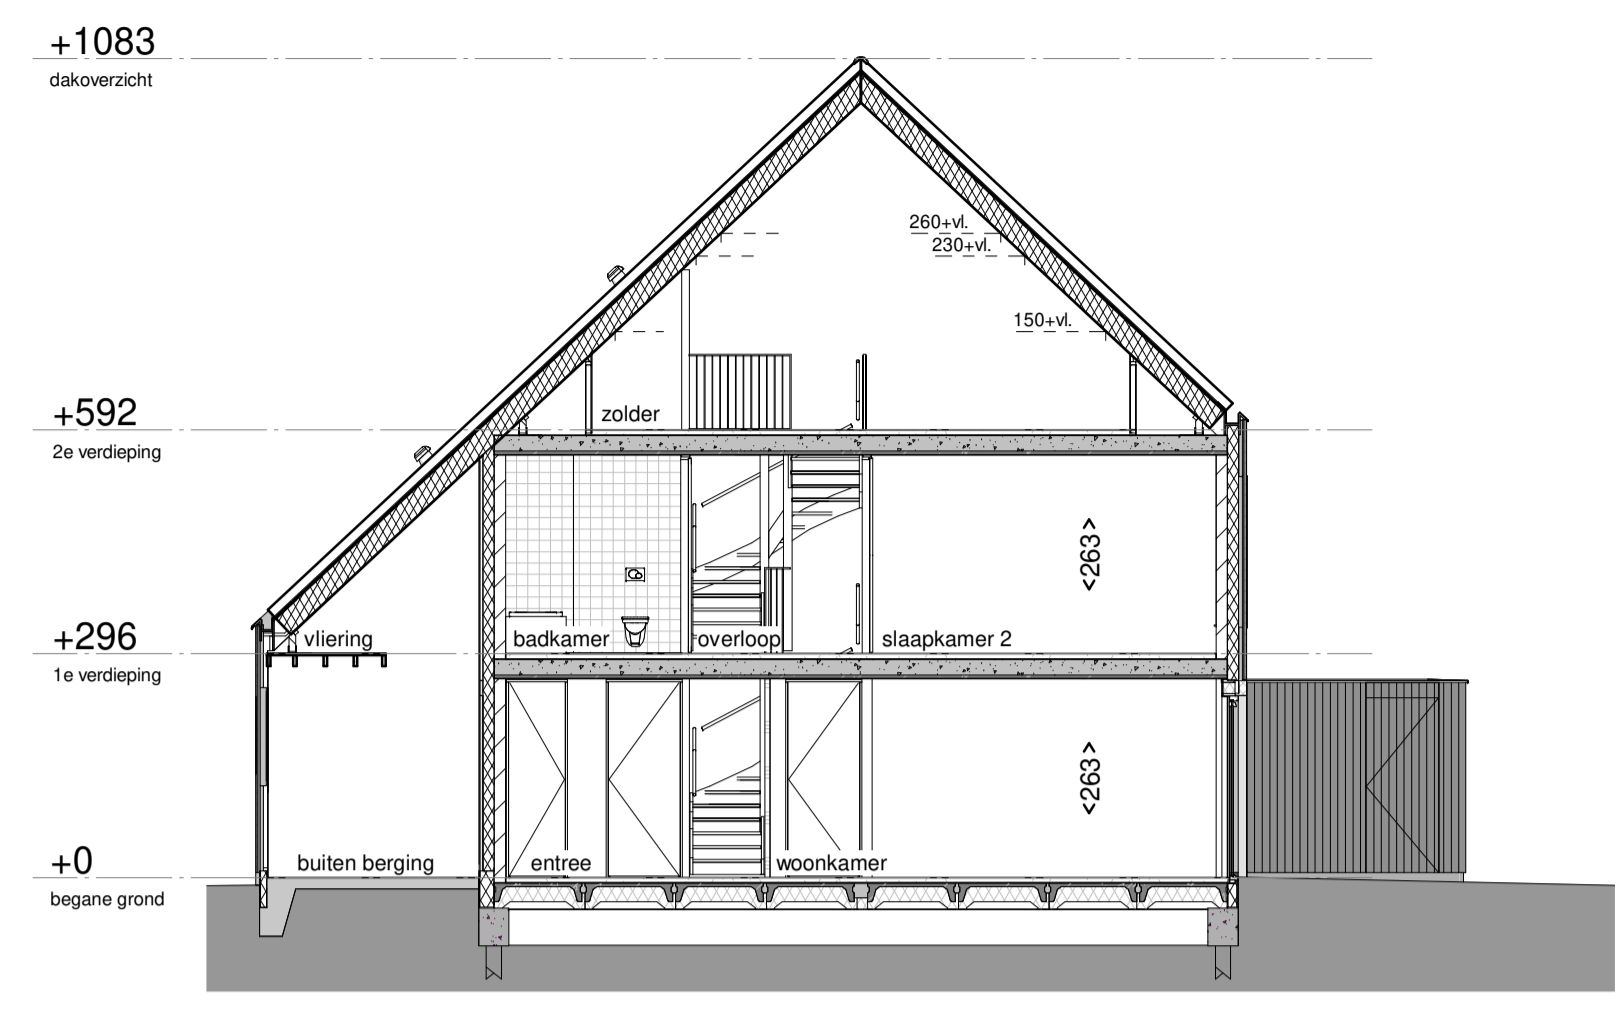 +1083
dakoverzicht
260+vl.
230+vl.
150+vl.
+592
zolder
2e verdieping
<263>
+296
vliering
badkamer
overloop
slaapkamer 2
1e verdieping
<263>
+0
buiten berging
entree
woonkamer
begane grond